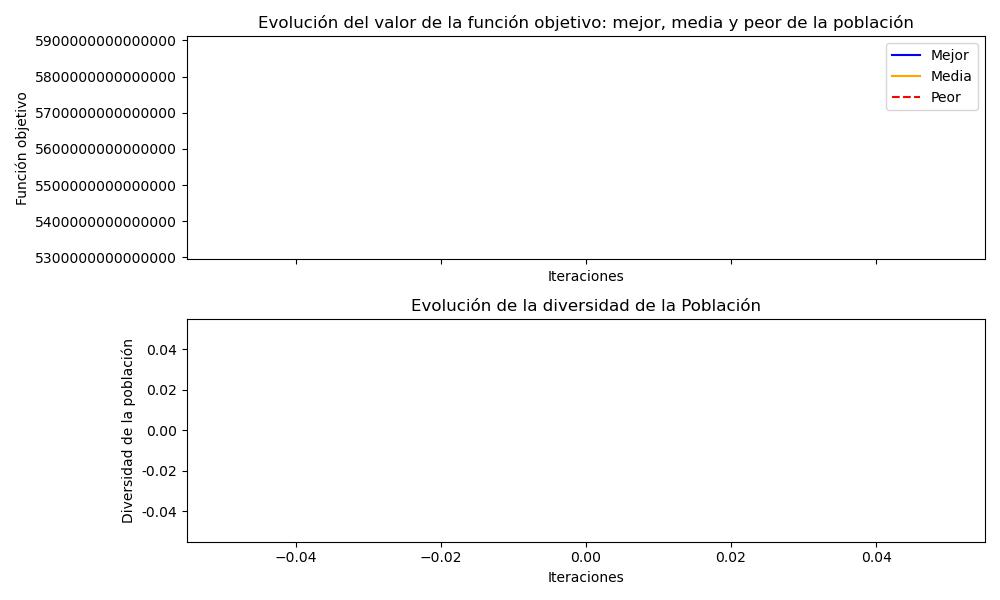 Evolución del valor de la función objetivo: mejor, media y peor de la población
5900000000000000
5800000000000000
5700000000000000
5600000000000000
5500000000000000
5400000000000000
5300000000000000
Función objetivo
Mejor
Media
Peor
Iteraciones
Evolución de la diversidad de la Población
0.04
0.02
0.00
-0.02
-0.04
Diversidad de la población
−0.04 −0.02 0.00 0.02 0.04
Iteraciones